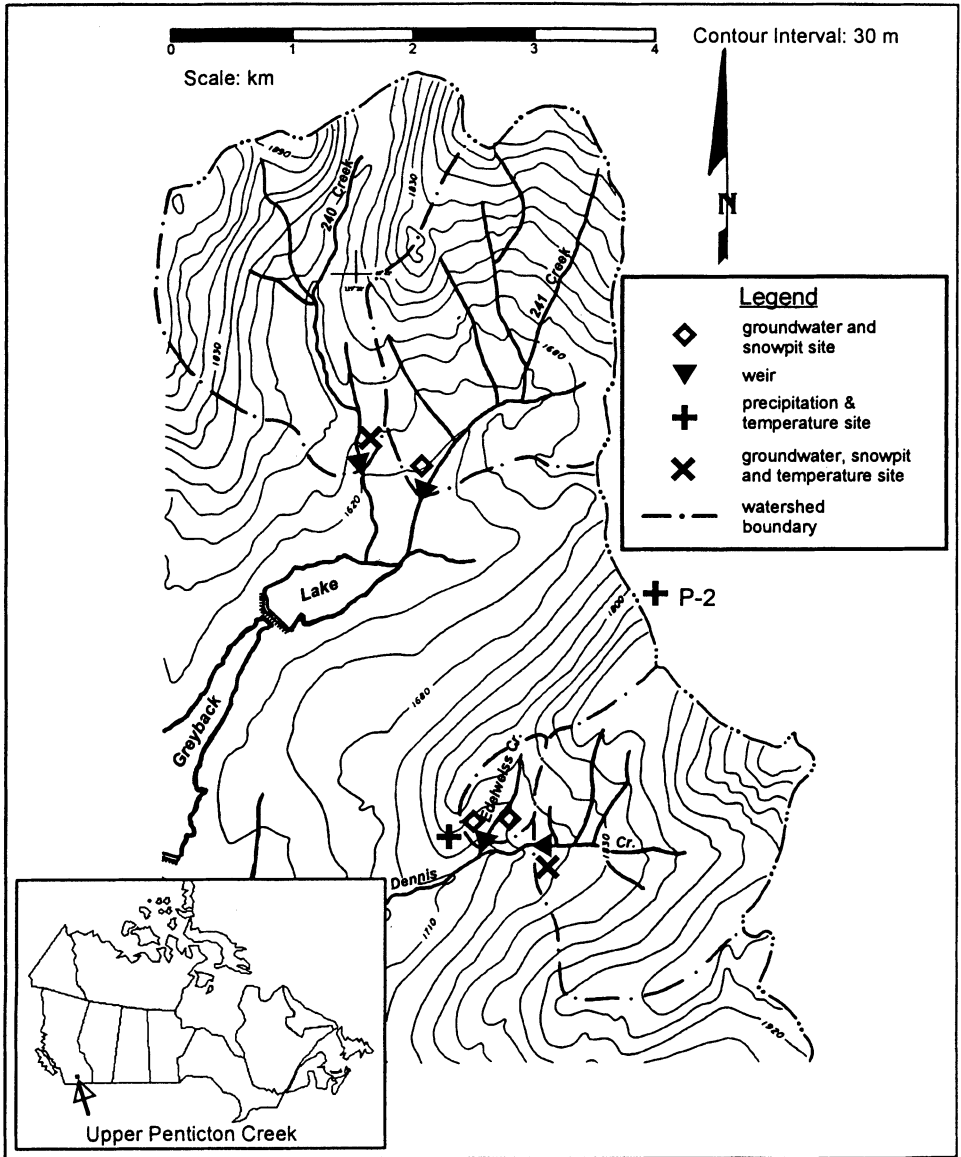 0 1 2 3 4
Contour Interval: 30 m
Scale: km
N
1890
240 Creek
1830
241 Creek
1830
1680
1620
Legend
groundwater and
snowpit site
weir
precipitation &
temperature site
groundwater, snowpit
and temperature site
watershed
boundary
Lake
Greyback
1800
P-2
1680
Edelweiss Cr.
1830
Cr.
Dennis
1710
1920
Upper Penticton Creek